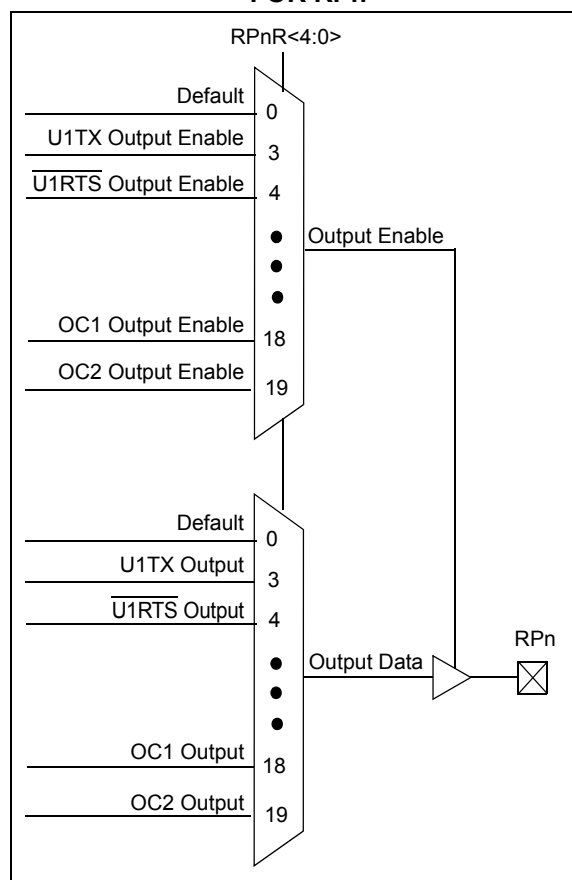 RPnR<4:0>
Default
0
U1TX Output Enable
3
U1RTS Output Enable
4
Output Enable
OC1 Output Enable
18
OC2 Output Enable
19
Default
0
U1TX Output
3
U1RTS Output
4
RPn
Output Data
OC1 Output
18
OC2 Output
19